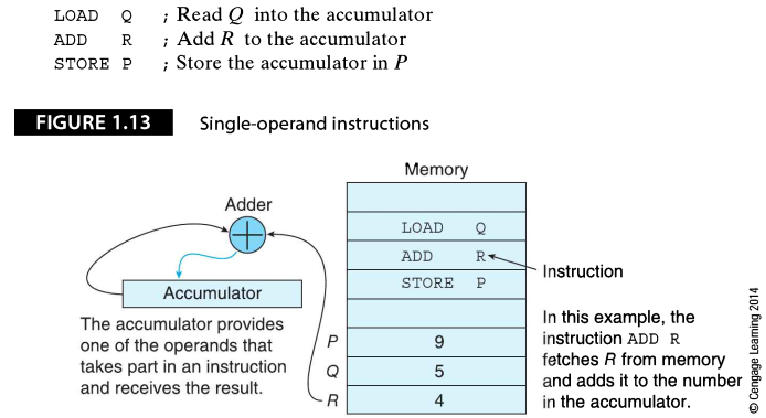 LOAD Q ; Read Q into the accumulator
ADD R ; Add R to the accumulator
STORE P ; Store the accumulator in P
FIGURE 1.13 Single-operand instructions
Memory
Adder
LOAD Q
ADD R
STORE P
Instruction
Accumulator
The accumulator provides
one of the operands that
takes part in an instruction
and receives the result.
P 9
Q 5
R 4
In this example, the
instruction ADD R
fetches R from memory
and adds it to the number
in the accumulator.
© Cengage Learning 2014